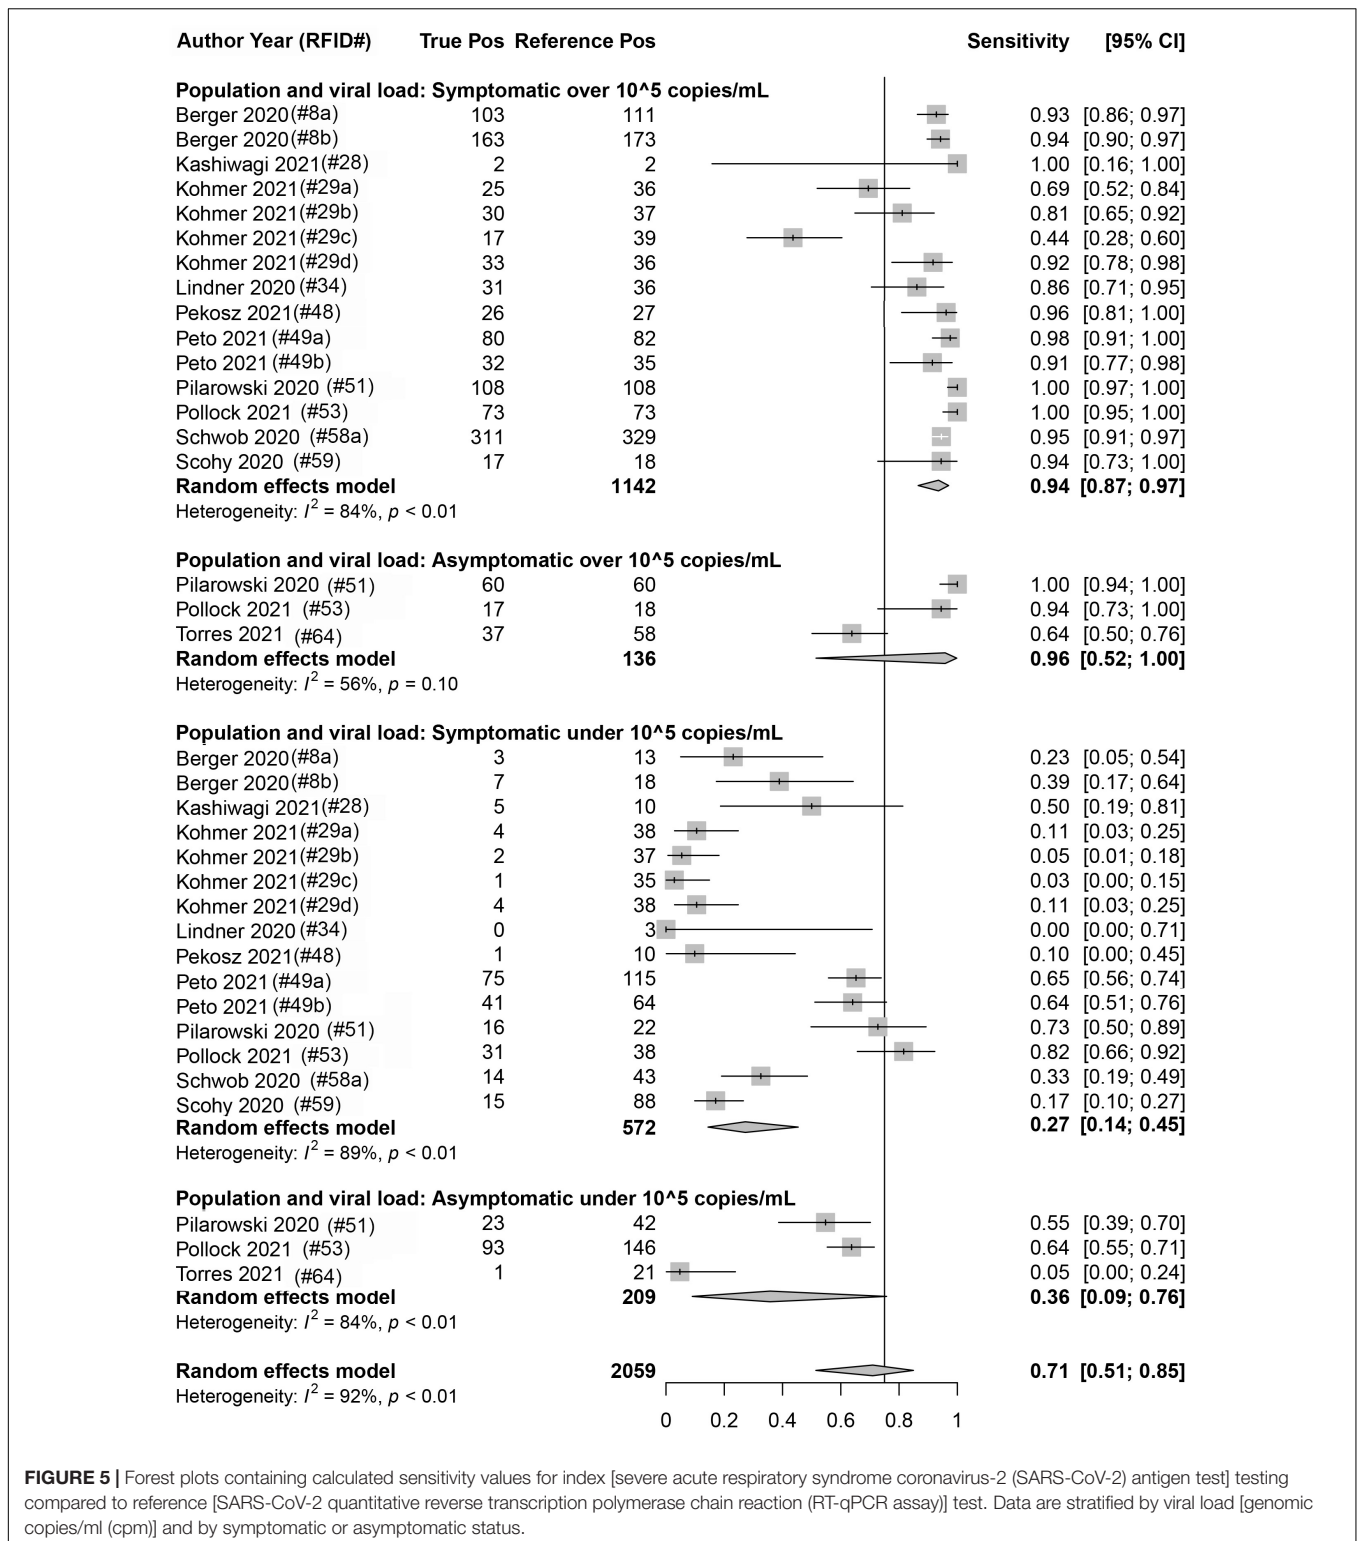 Author Year (RFID#) True Pos Reference Pos Sensitivity [95% CI]
Population and viral load: Symptomatic over 10^5 copies/mL
Berger 2020(#8a) 103 111 0.93 [0.86; 0.97]
Berger 2020(#8b) 163 173 0.94 [0.90; 0.97]
Kashiwagi 2021(#28) 2 2 1.00 [0.16; 1.00]
Kohmer 2021(#29a) 25 36 0.69 [0.52; 0.84]
Kohmer 2021(#29b) 30 37 0.81 [0.65; 0.92]
Kohmer 2021(#29c) 17 39 0.44 [0.28; 0.60]
Kohmer 2021(#29d) 33 36 0.92 [0.78; 0.98]
Lindner 2020 (#34) 31 36 0.86 [0.71; 0.95]
Pekosz 2021(#48) 26 27 0.96 [0.81; 1.00]
Peto 2021(#49a) 80 82 0.98 [0.91; 1.00]
Peto 2021(#49b) 32 35 0.91 [0.77; 0.98]
Pilarowski 2020 (#51) 108 108 1.00 [0.97; 1.00]
Pollock 2021 (#53) 73 73 1.00 [0.95; 1.00]
Schwob 2020 (#58a) 311 329 0.95 [0.91; 0.97]
Scohy 2020 (#59) 17 18 0.94 [0.73; 1.00]
Random effects model 1142 0.94 [0.87; 0.97]
Heterogeneity: I² = 84%, p < 0.01
Population and viral load: Asymptomatic over 10^5 copies/mL
Pilarowski 2020 (#51) 60 60 1.00 [0.94; 1.00]
Pollock 2021 (#53) 17 18 0.94 [0.73; 1.00]
Torres 2021 (#64) 37 58 0.64 [0.50; 0.76]
Random effects model 136 0.96 [0.52; 1.00]
Heterogeneity: I² = 56%, p = 0.10
Population and viral load: Symptomatic under 10^5 copies/mL
Berger 2020(#8a) 3 13 0.23 [0.05; 0.54]
Berger 2020(#8b) 7 18 0.39 [0.17; 0.64]
Kashiwagi 2021(#28) 5 10 0.50 [0.19; 0.81]
Kohmer 2021(#29a) 4 38 0.11 [0.03; 0.25]
Kohmer 2021(#29b) 2 37 0.05 [0.01; 0.18]
Kohmer 2021(#29c) 1 35 0.03 [0.00; 0.15]
Kohmer 2021(#29d) 4 38 0.11 [0.03; 0.25]
Lindner 2020 (#34) 0 3 0.00 [0.00; 0.71]
Pekosz 2021(#48) 1 10 0.10 [0.00; 0.45]
Peto 2021(#49a) 75 115 0.65 [0.56; 0.74]
Peto 2021(#49b) 41 64 0.64 [0.51; 0.76]
Pilarowski 2020 (#51) 16 22 0.73 [0.50; 0.89]
Pollock 2021 (#53) 31 38 0.82 [0.66; 0.92]
Schwob 2020 (#58a) 14 43 0.33 [0.19; 0.49]
Scohy 2020 (#59) 15 88 0.17 [0.10; 0.27]
Random effects model 572 0.27 [0.14; 0.45]
Heterogeneity: I² = 89%, p < 0.01
Population and viral load: Asymptomatic under 10^5 copies/mL
Pilarowski 2020 (#51) 23 42 0.55 [0.39; 0.70]
Pollock 2021 (#53) 93 146 0.64 [0.55; 0.71]
Torres 2021 (#64) 1 21 0.05 [0.00; 0.24]
Random effects model 209 0.36 [0.09; 0.76]
Heterogeneity: I² = 84%, p < 0.01
Random effects model 2059 0.71 [0.51; 0.85]
Heterogeneity: I² = 92%, p < 0.01
0 0.2 0.4 0.6 0.8 1
FIGURE 5 | Forest plots containing calculated sensitivity values for index [severe acute respiratory syndrome coronavirus-2 (SARS-CoV-2) antigen test] testing
compared to reference [SARS-CoV-2 quantitative reverse transcription polymerase chain reaction (RT-qPCR assay)] test. Data are stratified by viral load [genomic
copies/ml (cpm)] and by symptomatic or asymptomatic status.